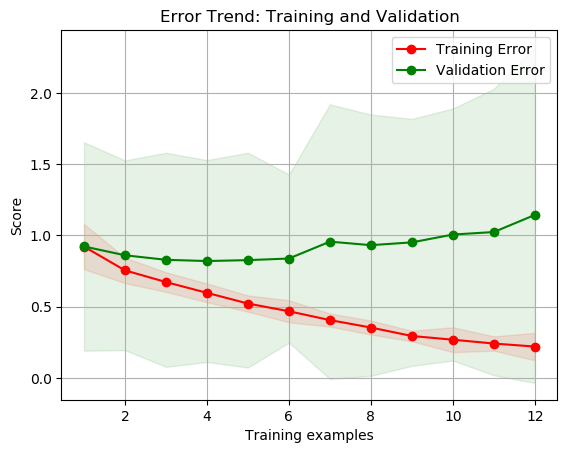 Error Trend: Training and Validation
Training Error
Validation Error
Score
2.0
1.5
1.0
0.5
0.0
2 4 6 8 10 12
Training examples